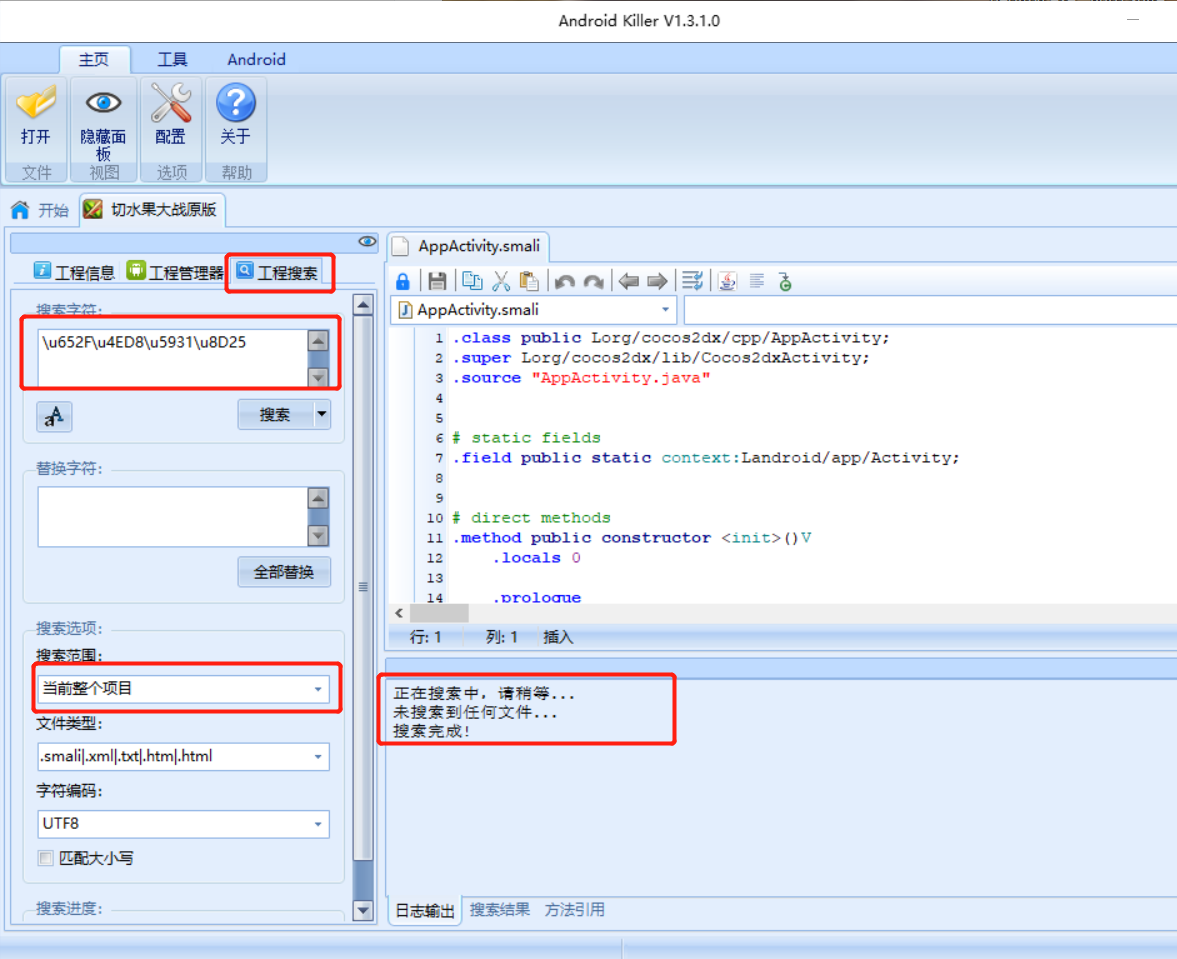 Android Killer V1.3.1.0
主页 工具 Android
打开 隐藏面板 配置 关于
文件 视图 选项 帮助
开始 切水果大战原版
工程信息 工程管理器 工程搜索
搜索字符:
\u652F\u4ED8\u5931\u8D25
搜索
替换字符:
全部替换
搜索选项:
搜索范围:
当前整个项目
文件类型:
.smali|.xml|.txt|.htm|.html
字符编码:
UTF8
匹配大小写
搜索进度:
AppActivity.smali
AppActivity.smali
1 .class public Lorg/cocos2dx/cpp/AppActivity;
2 .super Lorg/cocos2dx/lib/Cocos2dxActivity;
3 .source "AppActivity.java"
4
5
6 # static fields
7 .field public static context:Landroid/app/Activity;
8
9
10 # direct methods
11 .method public constructor <init>()V
12 .locals 0
13
14 .prologue
行: 1 列: 1 插入
正在搜索中, 请稍等...
未搜索到任何文件...
搜索完成!
日志输出 搜索结果 方法引用